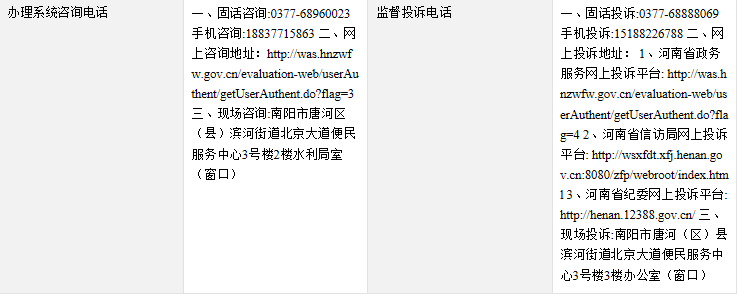 办理系统咨询电话
一、固话咨询:0377-68960023
手机咨询:18837715863 二、网
上咨询地址：http://was.hnzwf
w.gov.cn/evaluation-web/userAu
thent/getUserAuthent.do?flag=3
三、现场咨询:南阳市唐河区
（县）滨河街道北京大道便民
服务中心3号楼2楼水利局室
（窗口）
监督投诉电话
一、固话投诉:0377-68888069
手机投诉:15188226788 二、网
上投诉地址： 1、河南省政务
服务网上投诉平台: http://was.h
nzwfw.gov.cn/evaluation-web/us
erAuthent/getUserAuthent.do?fla
g=4 2、河南省信访局网上投诉
平台: http://wsxfdt.xfj.henan.go
v.cn:8080/zfp/webroot/index.htm
l 3、河南省纪委网上投诉平台:
http://henan.12388.gov.cn/ 三、
现场投诉:南阳市唐河（区）县
滨河街道北京大道便民服务中
心3号楼3楼办公室（窗口）